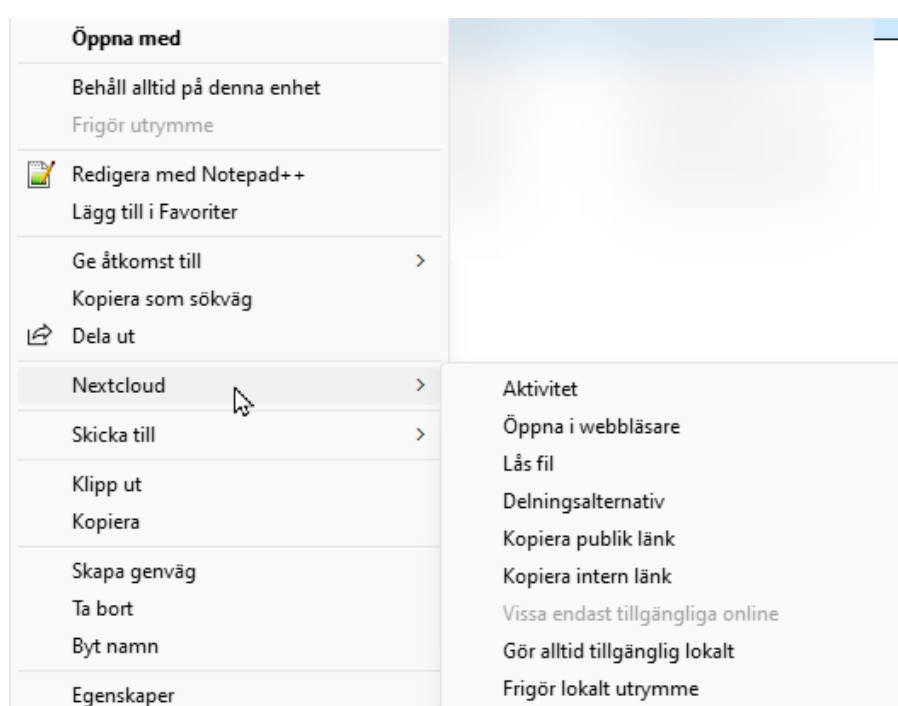 Öppna med
Behåll alltid på denna enhet
Frigör utrymme
Redigera med Notepad++
Lägg till i Favoriter
Ge åtkomst till
Kopiera som sökväg
Dela ut
Nextcloud
Skicka till
Klipp ut
Kopiera
Skapa genväg
Ta bort
Byt namn
Egenskaper
Aktivitet
Öppna i webbläsare
Lås fil
Delningsalternativ
Kopiera publik länk
Kopiera intern länk
Vissa endast tillgängliga online
Gör alltid tillgänglig lokalt
Frigör lokalt utrymme